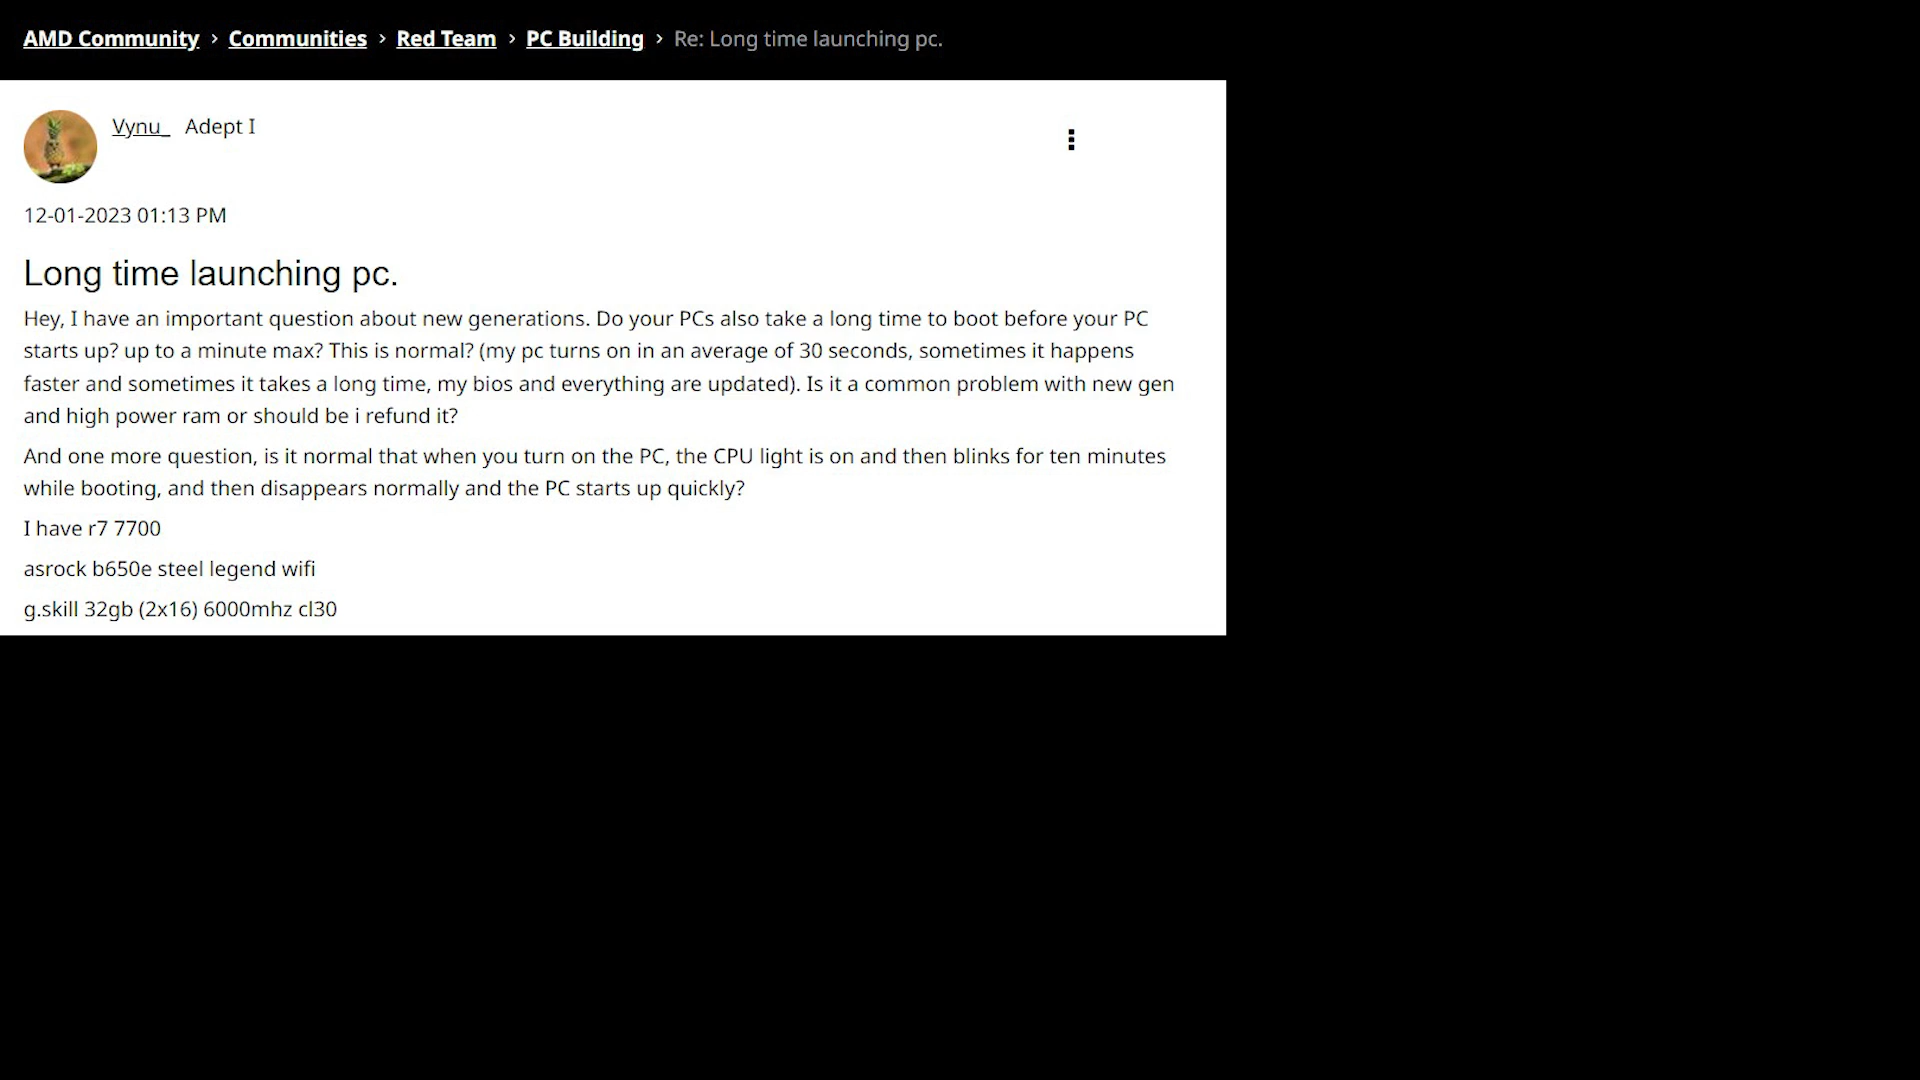 AMD Community › Communities › Red Team › PC Building › Re: Long time launching pc.
Vynu_ Adept I
12-01-2023 01:13 PM
Long time launching pc.
Hey, I have an important question about new generations. Do your PCs also take a long time to boot before your PC
starts up? up to a minute max? This is normal? (my pc turns on in an average of 30 seconds, sometimes it happens
faster and sometimes it takes a long time, my bios and everything are updated). Is it a common problem with new gen
and high power ram or should be i refund it?
And one more question, is it normal that when you turn on the PC, the CPU light is on and then blinks for ten minutes
while booting, and then disappears normally and the PC starts up quickly?
I have r7 7700
asrock b650e steel legend wifi
g.skill 32gb (2x16) 6000mhz cl30